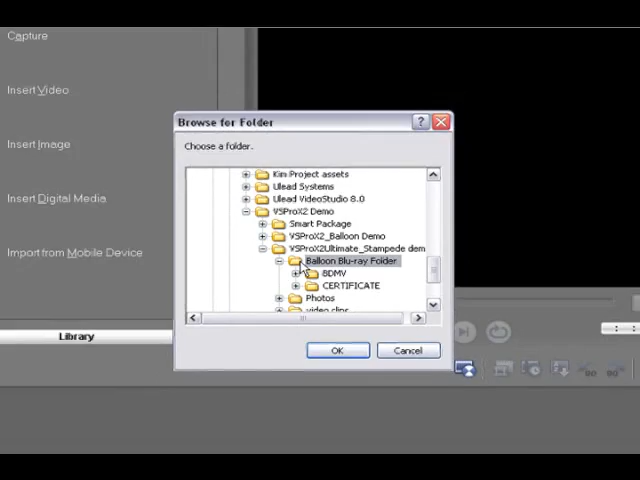 Capture
Insert Video
Insert Image
Insert Digital Media
Import from Mobile Device
Library
Browse for Folder
Choose a folder.
Kim Project assets
Ulead Systems
Ulead VideoStudio 8.0
VSProX2 Demo
Smart Package
VSProX2_Balloon Demo
VSProX2Ultimate_Stampede dem
Balloon Blu-ray Folder
BDMV
CERTIFICATE
Photos
video clips
OK
Cancel